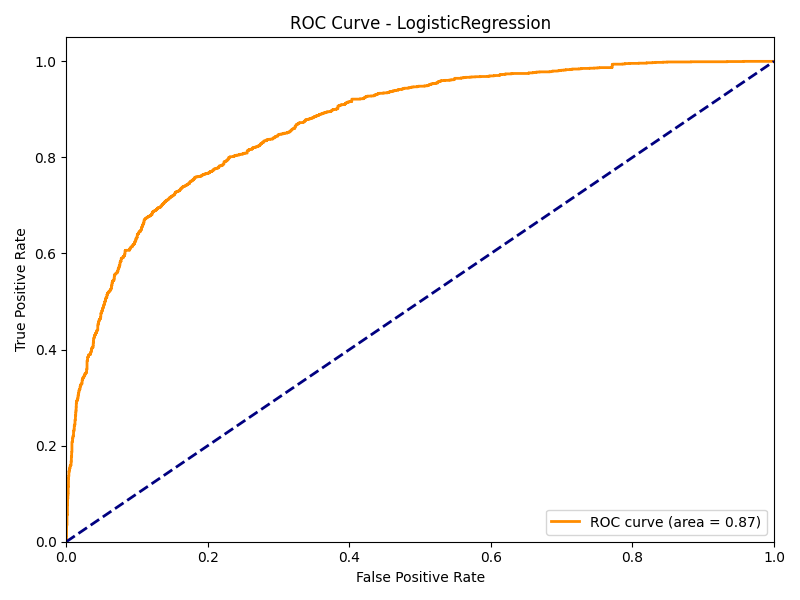 ROC Curve - LogisticRegression
True Positive Rate
1.0
0.8
0.6
0.4
0.2
0.0
ROC curve (area = 0.87)
0.0 0.2 0.4 0.6 0.8 1.0
False Positive Rate